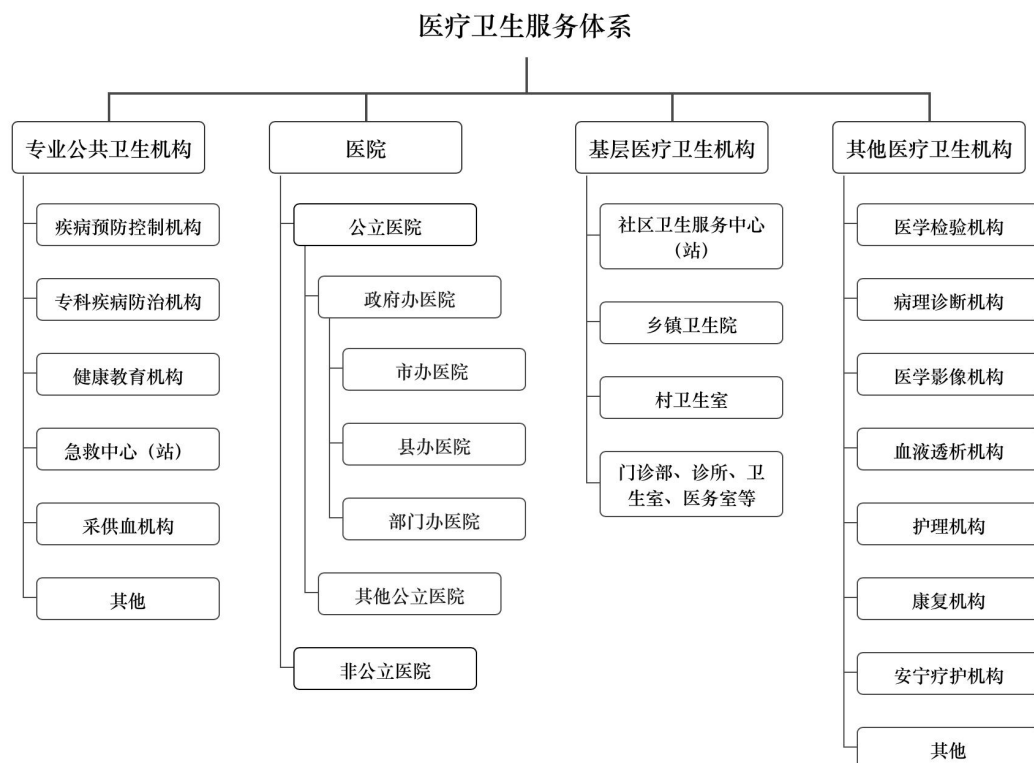 医疗卫生服务体系
专业公共卫生机构
疾病预防控制机构
专科疾病防治机构
健康教育机构
急救中心（站）
采供血机构
其他
医院
公立医院
政府办医院
市办医院
县办医院
部门办医院
其他公立医院
非公立医院
基层医疗卫生机构
社区卫生服务中心
（站）
乡镇卫生院
村卫生室
门诊部、诊所、卫
生室、医务室等
其他医疗卫生机构
医学检验机构
病理诊断机构
医学影像机构
血液透析机构
护理机构
康复机构
安宁疗护机构
其他